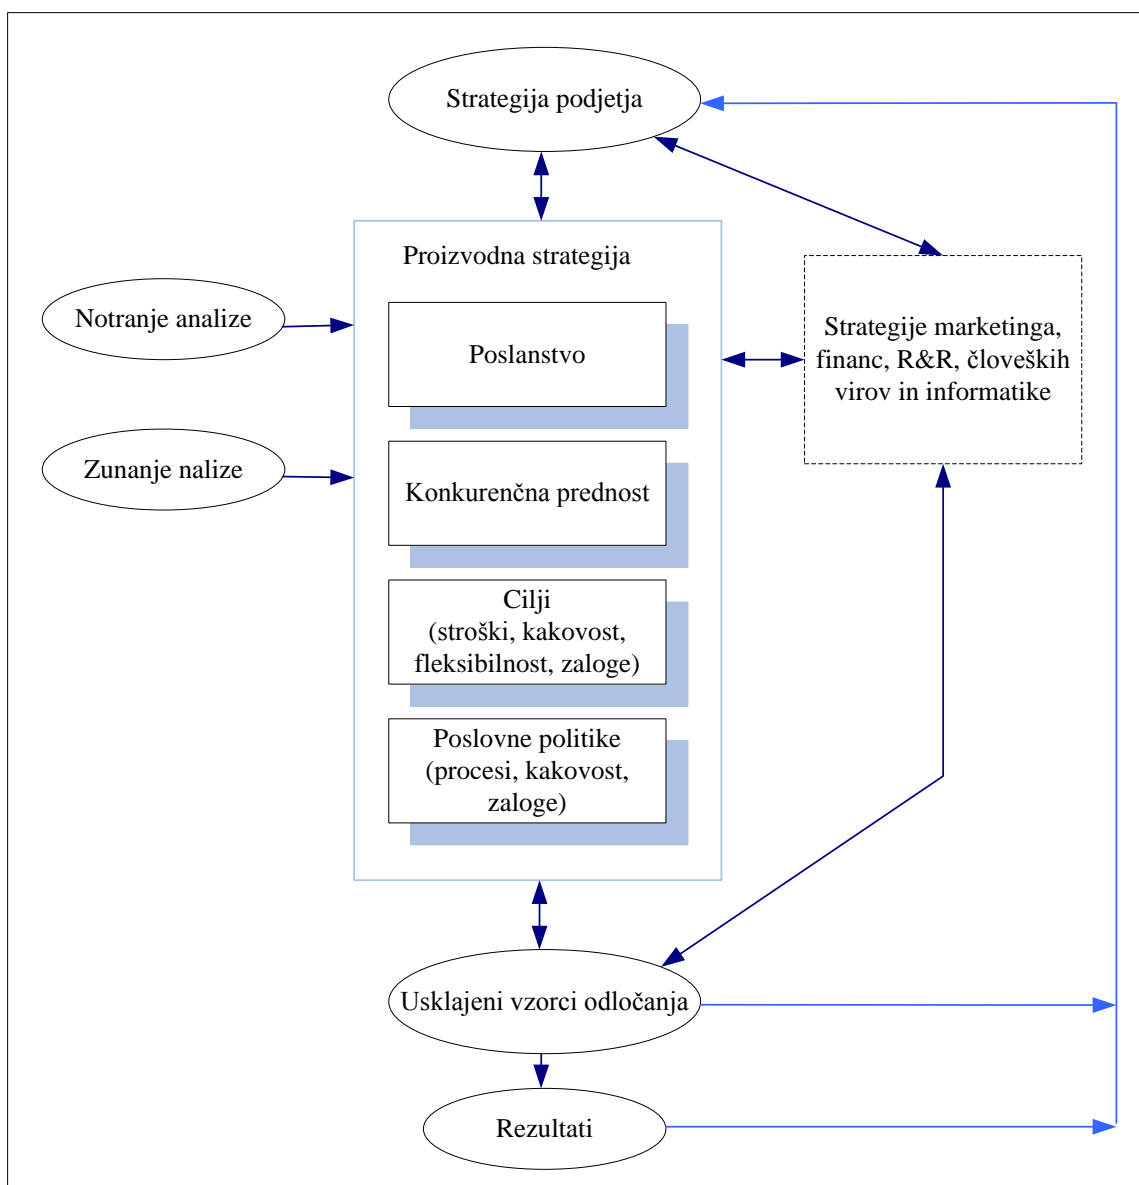 Strategija podjetja
Proizvodna strategija
Notranje analize
Poslanstvo
Strategije marketinga,
financ, R&R, človeških
virov in informatike
Zunanje nalize
Konkurenčna prednost
Cilji
(stroški, kakovost,
fleksibilnost, zaloge)
Poslovne politike
(procesi, kakovost,
zaloge)
Usklajeni vzorci odločanja
Rezultati